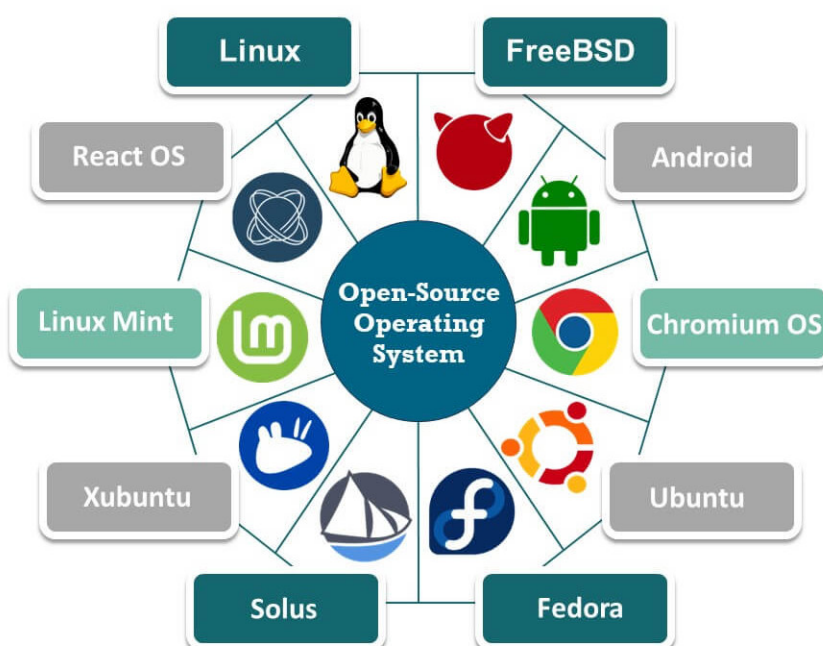 Linux
FreeBSD
React OS
Android
Open-Source
Operating
System
Linux Mint
Chromium OS
Xubuntu
Ubuntu
Solus
Fedora